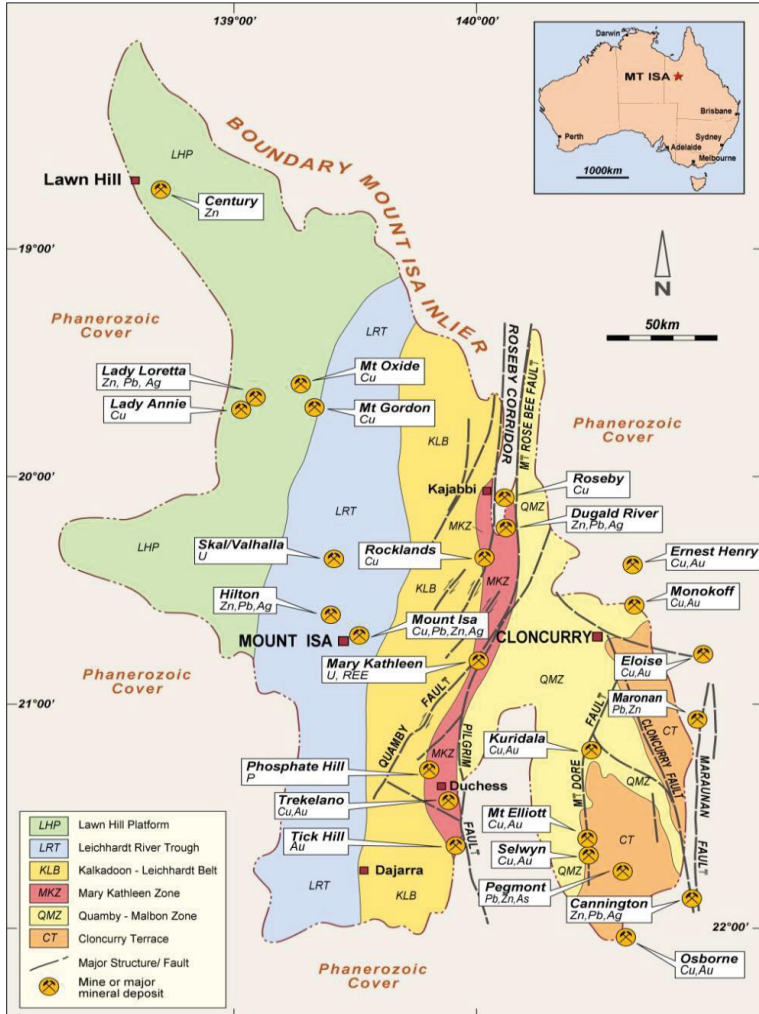 139°00'
140°00'
Darwin
MT ISA
Brisbane
Perth
Sydney
Adelaide
Melbourne
1000km
BOUNDARY MOUNT ISA INLIER
LHP
Lawn Hill
Century
Zn
19°00'
N
50km
Phanerozoic
Cover
LRT
ROSEBY CORRIDOR
MT ROSE BEE FAULT
Lady Loretta
Zn, Pb, Ag
Mt Oxide
Cu
Lady Annie
Cu
Mt Gordon
Cu
Phanerozoic
Cover
KLB
20°00'
Kajabbi
Roseby
Cu
QMZ
MKZ
Dugald River
Zn,Pb,Ag
LRT
LHP
Skal/Valhalla
U
Rocklands
Cu
KLB
MKZ
Ernest Henry
Cu,Au
Hilton
Zn,Pb,Ag
Monokoff
Cu,Au
Mount Isa
Cu,Pb,Zn,Ag
MOUNT ISA
CLONCURRY
Mary Kathleen
U, REE
Eloise
Cu,Au
Phanerozoic
Cover
QMZ
21°00'
Maronan
Pb,Zn
QUAMBY FAULT
PILGRIM FAULT
MT DORE FAULT
CLONCURRY FAULT
MARAUNAN FAULT
CT
Kuridala
Cu,Au
MKZ
Phosphate Hill
P
QMZ
Duchess
Trekelano
Cu,Au
Mt Elliott
Cu,Au
Tick Hill
Au
CT
Selwyn
Cu,Au
Dajarra
QMZ
LRT
KLB
Pegmont
Pb,Zn,As
Cannington
Zn,Pb,Ag
22°00'
Osborne
Cu,Au
Phanerozoic
Cover
LHP Lawn Hill Platform
LRT Leichhardt River Trough
KLB Kalkadoon - Leichhardt Belt
MKZ Mary Kathleen Zone
QMZ Quamby - Malbon Zone
CT Cloncurry Terrace
Major Structure/ Fault
Mine or major
mineral deposit